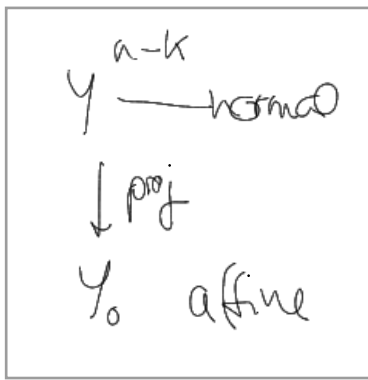 Y^{n-k} — normal
↓ proj
Y₀ affine